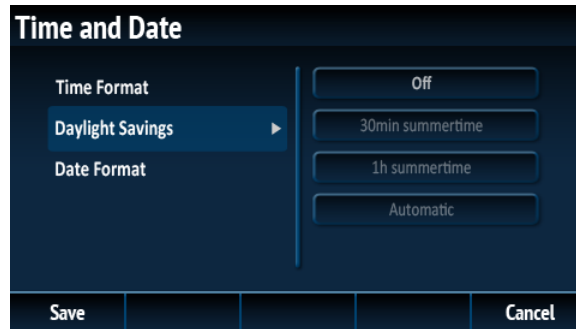 Time and Date
Time Format
Daylight Savings
Date Format
Off
30min summertime
1h summertime
Automatic
Save
Cancel